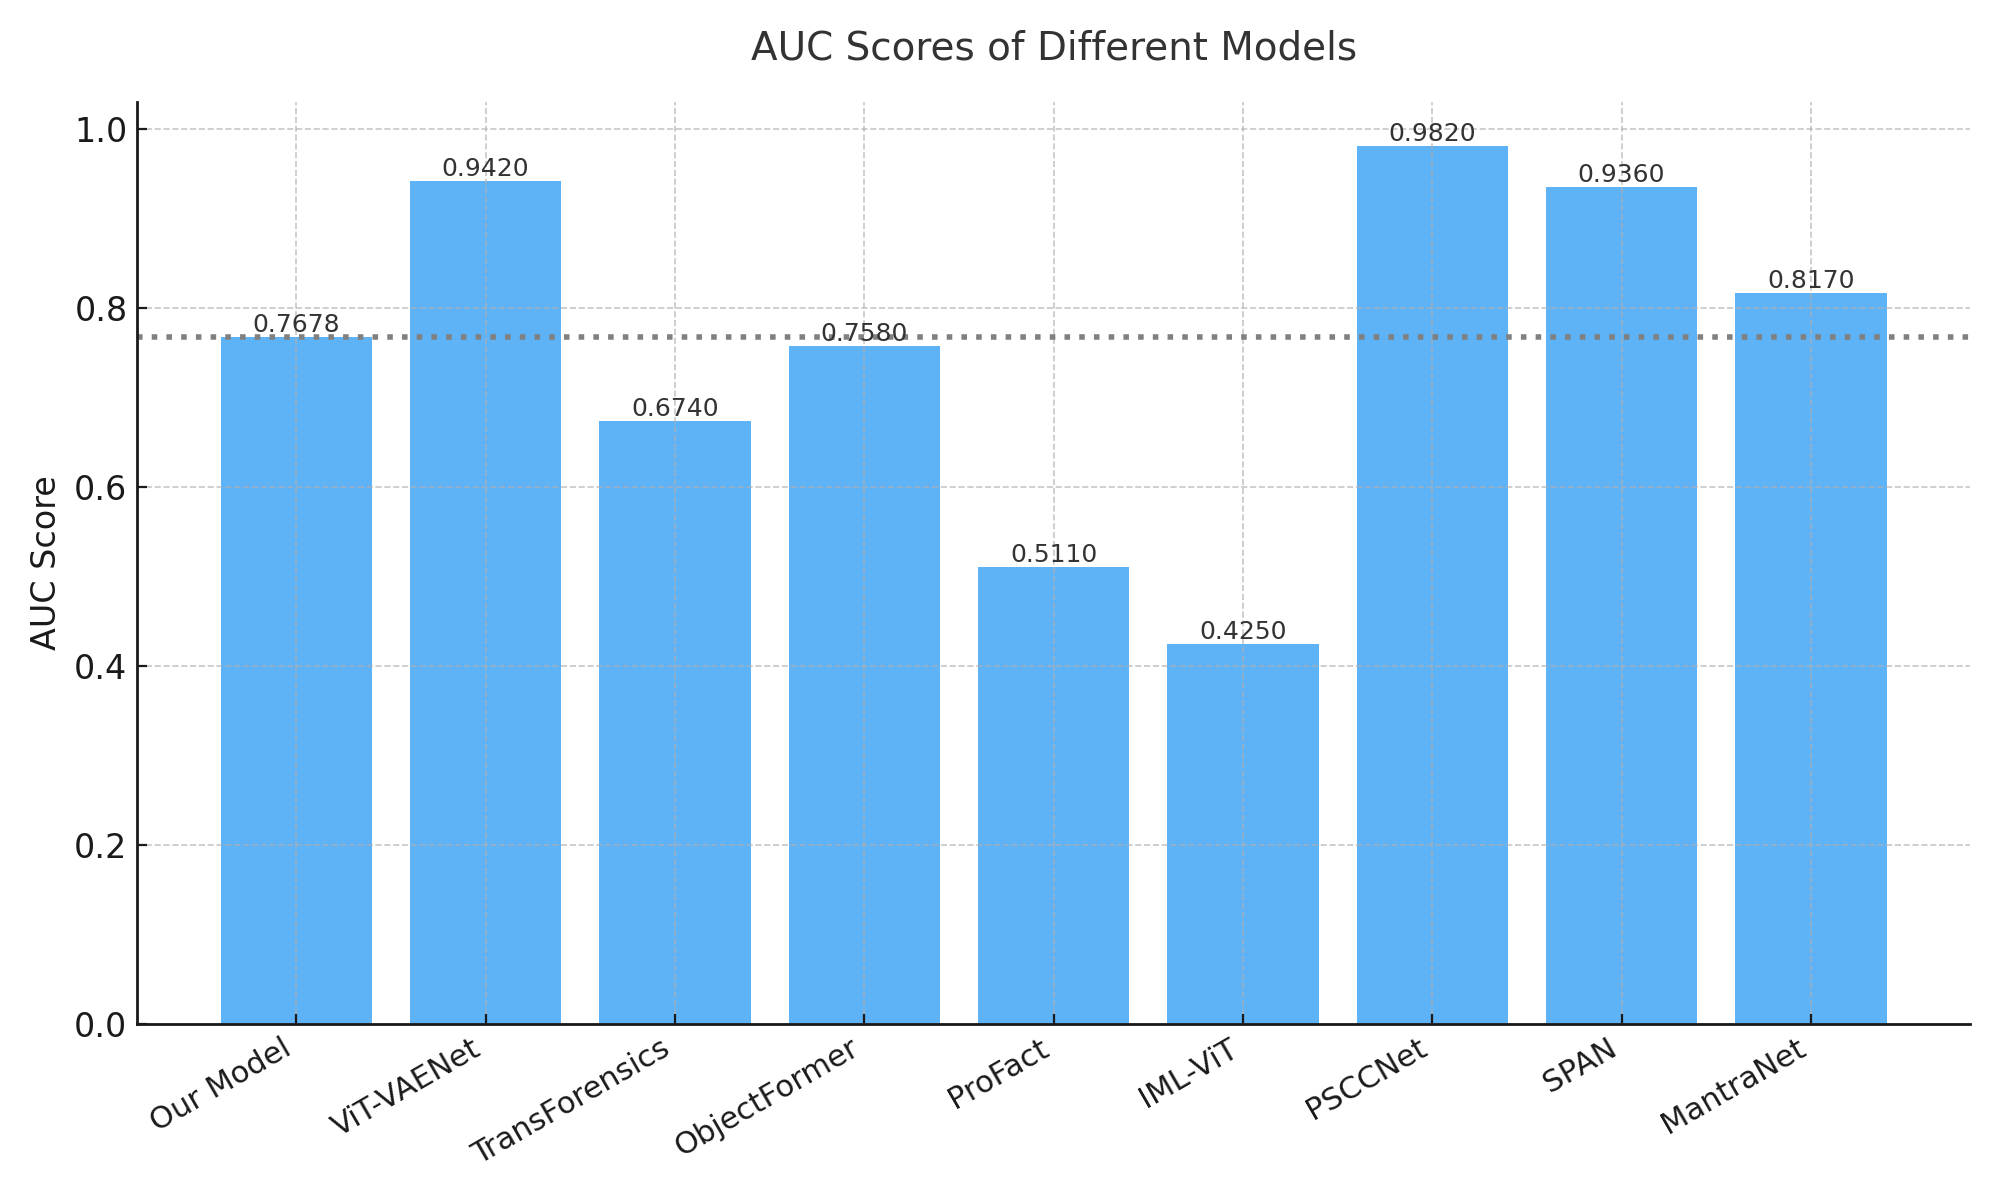 AUC Scores of Different Models
AUC Score
1.0
0.8
0.6
0.4
0.2
0.0
0.7678
0.9420
0.6740
0.7580
0.5110
0.4250
0.9820
0.9360
0.8170
Our Model
ViT-VAENet
TransForensics
ObjectFormer
ProFact
IML-ViT
PSCCNet
SPAN
MantraNet